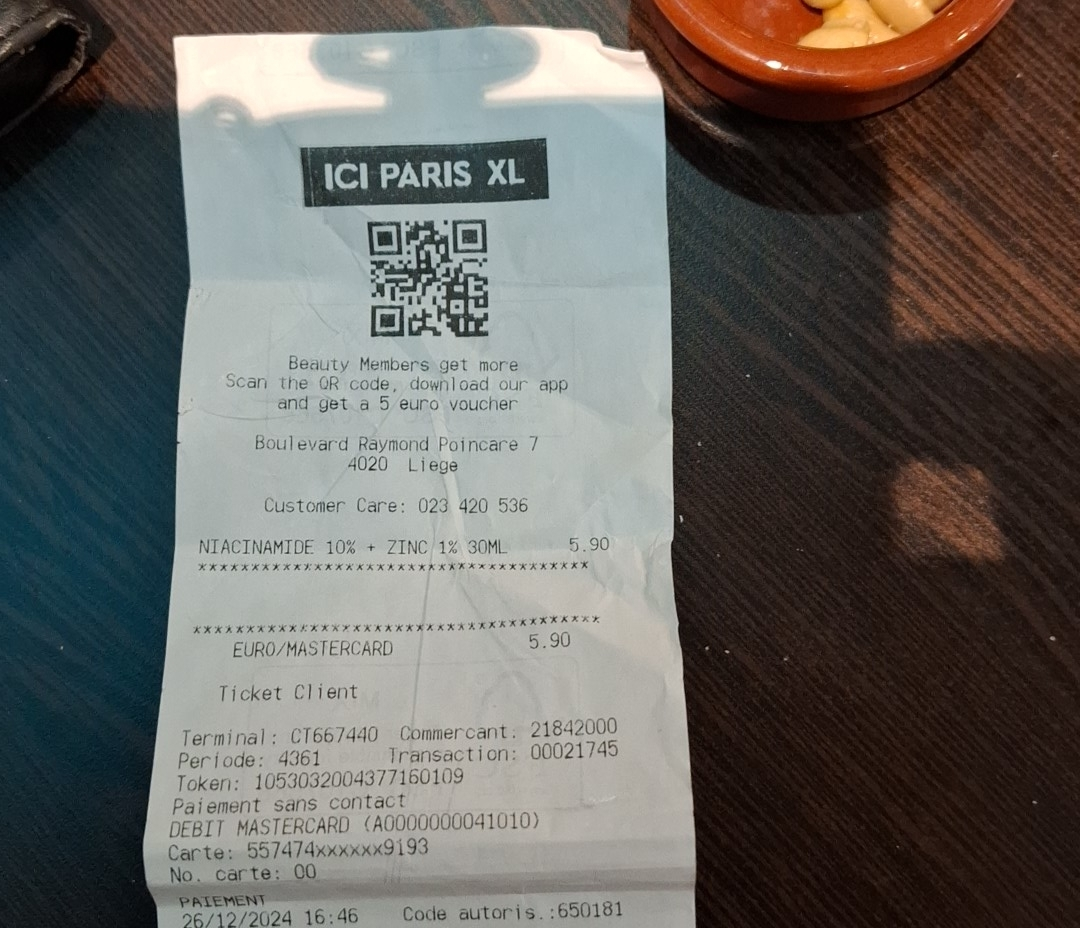 ICI PARIS XL
Beauty Members get more
Scan the QR code, download our app
and get a 5 euro voucher
Boulevard Raymond Poincare 7
4020 Liege
Customer Care: 023 420 536
NIACINAMIDE 10% + ZINC 1% 30ML 5.90
*************************************
**************************************
EURO/MASTERCARD 5.90
Ticket Client
Terminal: CT667440 Commercant: 21842000
Periode: 4361 Transaction: 00021745
Token: 1053032004377160109
Paiement sans contact
DEBIT MASTERCARD (A0000000041010)
Carte: 557474xxxxxx9193
No. carte: 00
PAIEMENT
26/12/2024 16:46 Code autoris.:650181